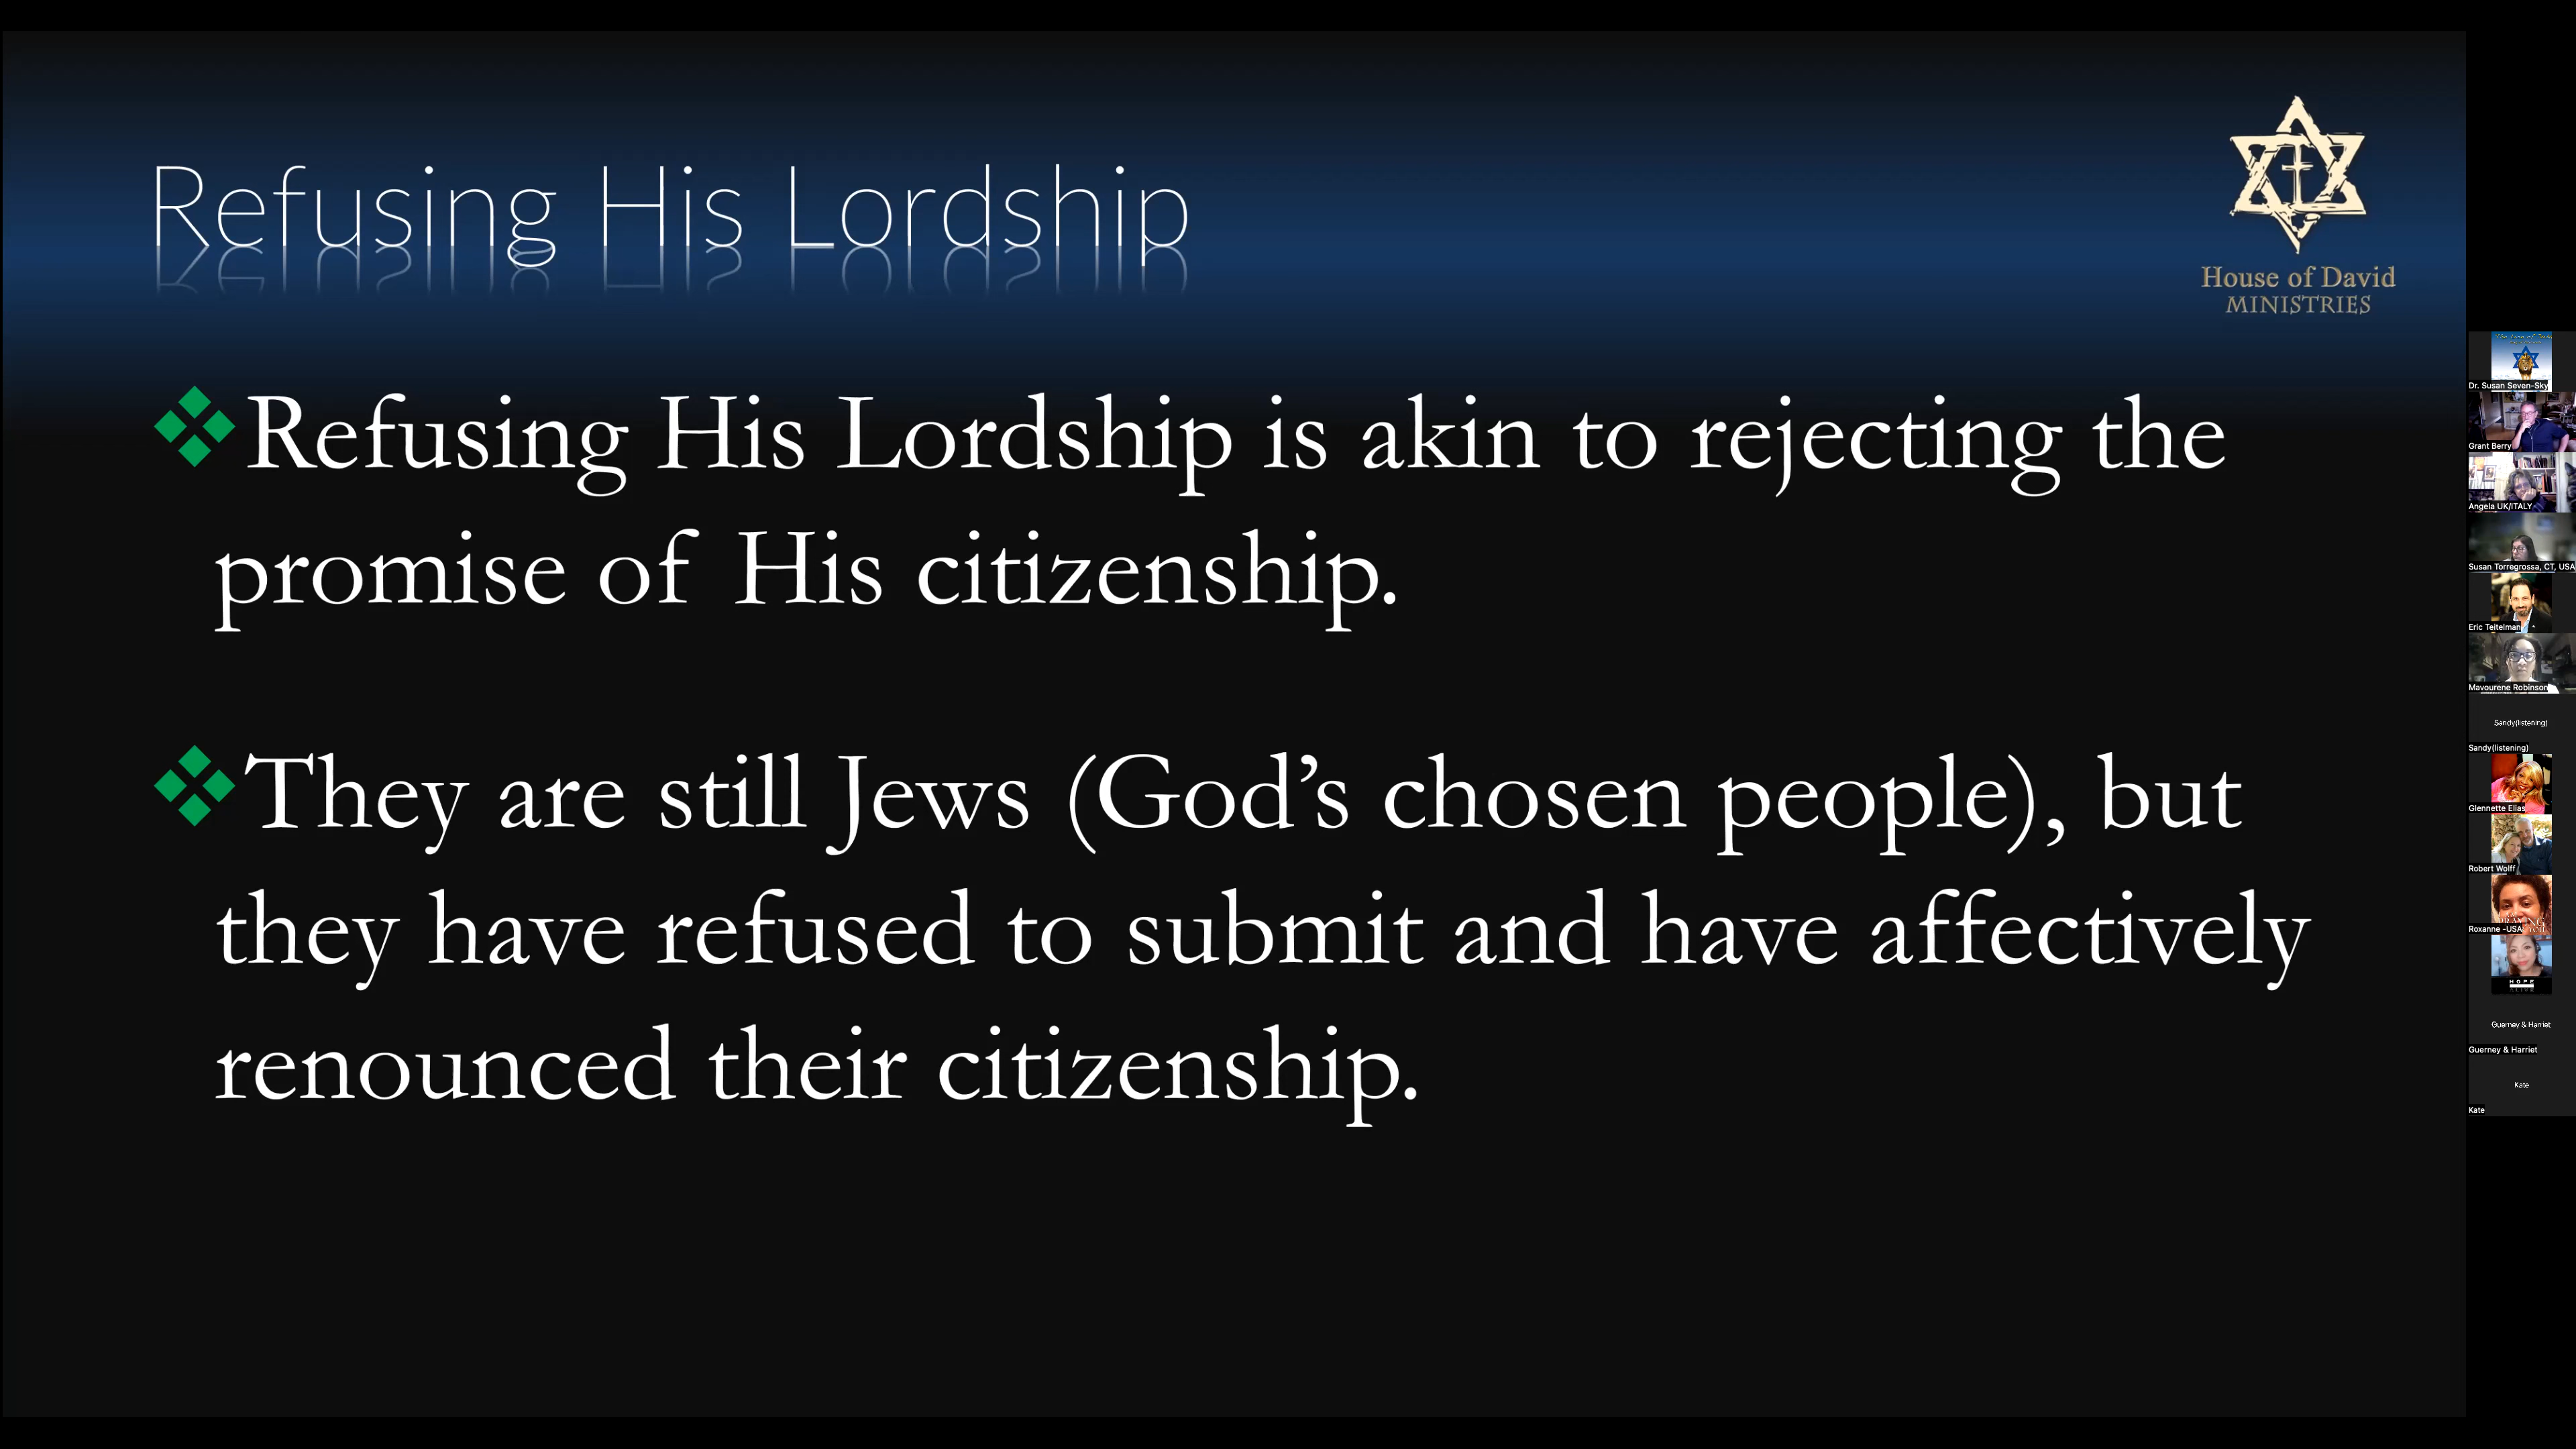 Refusing His Lordship
House of David
MINISTRIES
❖Refusing His Lordship is akin to rejecting the
promise of His citizenship.
❖They are still Jews (God’s chosen people), but
they have refused to submit and have affectively
renounced their citizenship.
Dr. Susan Seven-Sky
Grant Berry
Angela UK/ITALY
Susan Torregrossa, CT, USA
Eric Teitelman
Mavourene Robinson
Sandy(listening)
Sandy(listening)
Glennette Elias
Robert Wolff
Roxanne -USA
HOPE
Guerney & Harriet
Guerney & Harriet
Kate
Kate